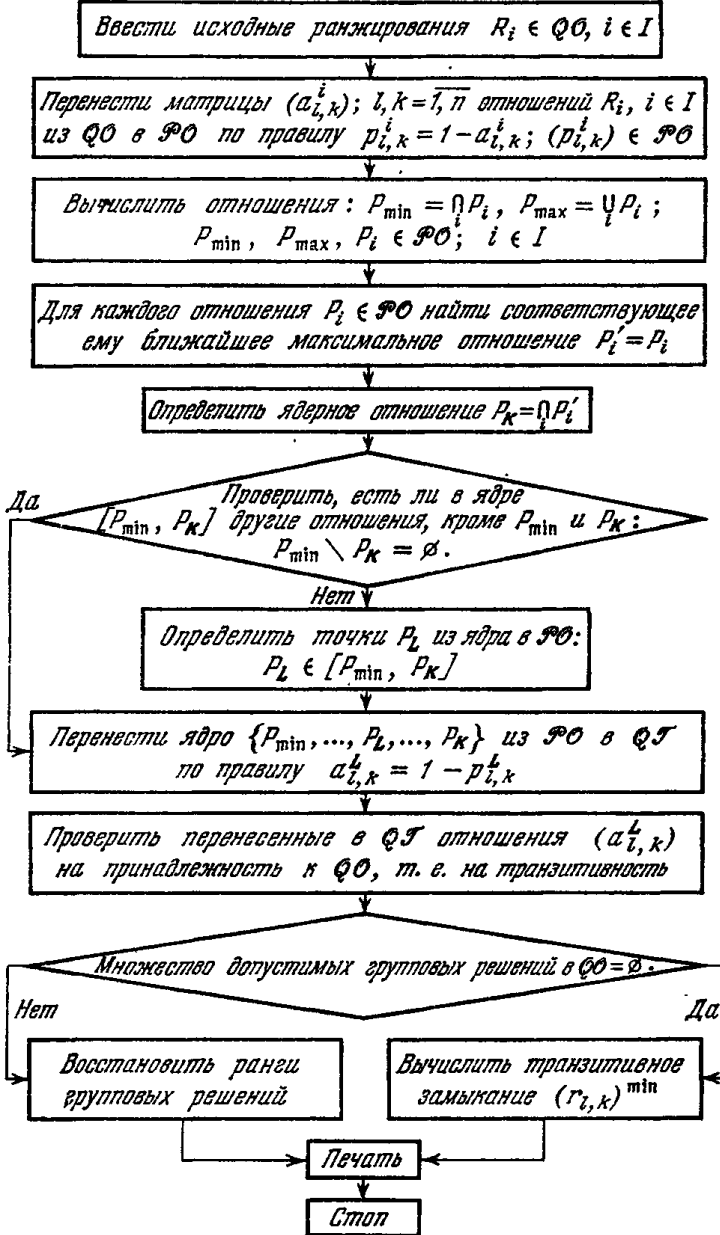 Ввести исходные ранжирования R_i ∈ QO, i ∈ I
Перенести матрицы (a^i_{l,k}); l, k = \overline{1, n} отношений R_i, i ∈ I
из QO в 𝒫O по правилу p^i_{l,k} = 1 − a^i_{l,k}; (p^i_{l,k}) ∈ 𝒫O
Вычислить отношения: P_min = ⋂_i P_i, P_max = ⋃_i P_i;
P_min, P_max, P_i ∈ 𝒫O; i ∈ I
Для каждого отношения P_i ∈ 𝒫O найти соответствующее
ему ближайшее максимальное отношение P_i' = P_i
Определить ядерное отношение P_K = ⋂_i P_i'
Да
Проверить, есть ли в ядре
[P_min, P_K] другие отношения, кроме P_min и P_K:
P_min \ P_K = ∅.
Нет
Определить точки P_L из ядра в 𝒫O:
P_L ∈ [P_min, P_K]
Перенести ядро {P_min, ..., P_L, ..., P_K} из 𝒫O в Q𝒯
по правилу a^L_{l,k} = 1 − p^L_{l,k}
Проверить перенесенные в Q𝒯 отношения (a^L_{l,k})
на принадлежность к QO, т. е. на транзитивность
Множество допустимых групповых решений в QO = ∅.
Нет
Да
Восстановить ранги
групповых решений
Вычислить транзитивное
замыкание (r_{l,k})^min
Печать
Стоп